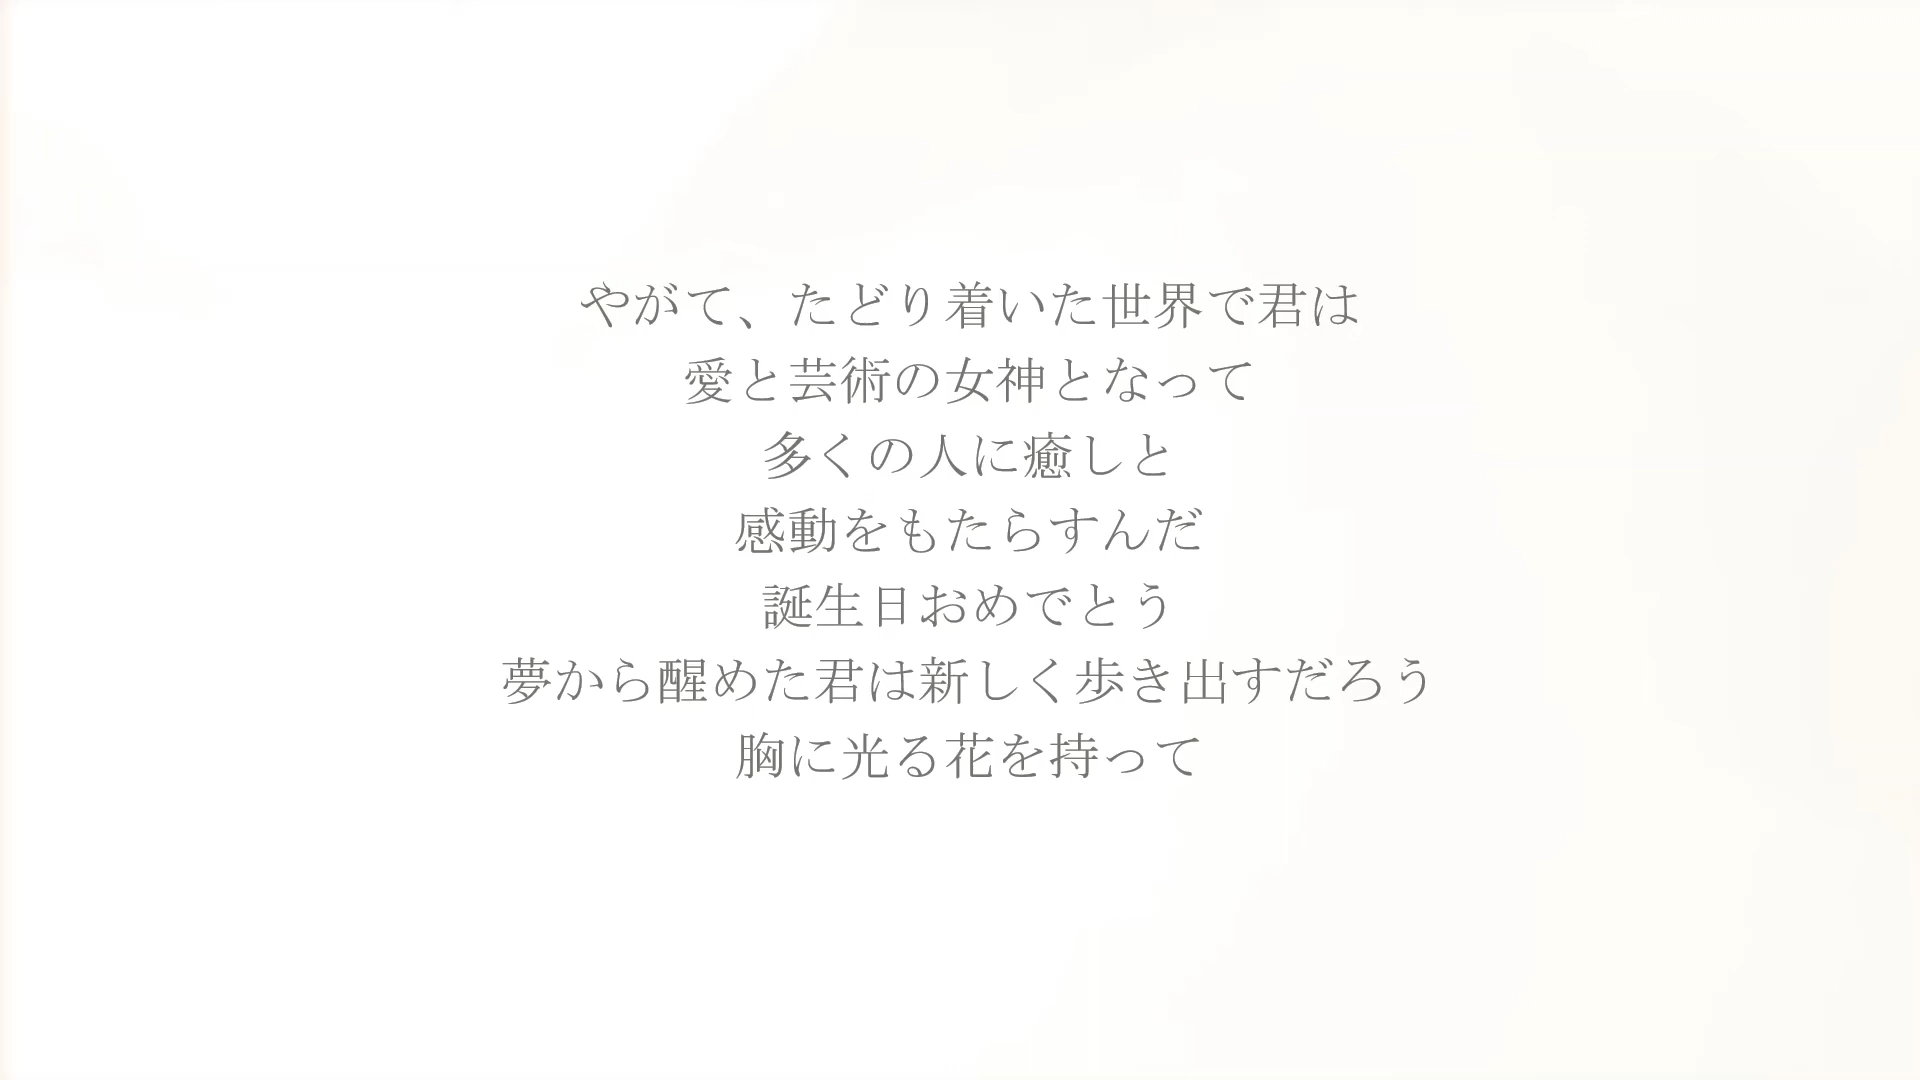 やがて、たどり着いた世界で君は
愛と芸術の女神となって
多くの人に癒しと
感動をもたらすんだ
誕生日おめでとう
夢から醒めた君は新しく歩き出すだろう
胸に光る花を持って